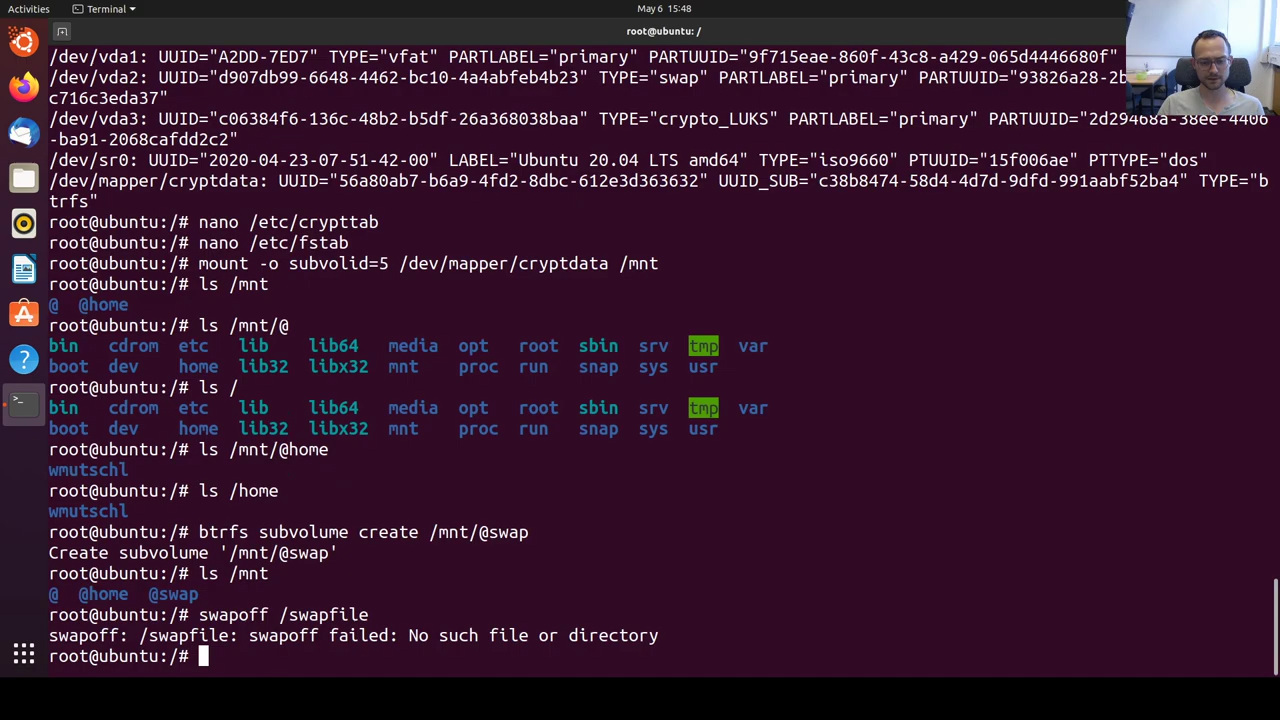 Activities
Terminal
May 6 15:48
root@ubuntu: /
/dev/vda1: UUID="A2DD-7ED7" TYPE="vfat" PARTLABEL="primary" PARTUUID="9f715eae-860f-43c8-a429-065d4446680f"
/dev/vda2: UUID="d907db99-6648-4462-bc10-4a4abfeb4b23" TYPE="swap" PARTLABEL="primary" PARTUUID="93826a28-2b
c716c3eda37"
/dev/vda3: UUID="c06384f6-136c-48b2-b5df-26a368038baa" TYPE="crypto_LUKS" PARTLABEL="primary" PARTUUID="2d29468a-38ee-4406
-ba91-2068cafdd2c2"
/dev/sr0: UUID="2020-04-23-07-51-42-00" LABEL="Ubuntu 20.04 LTS amd64" TYPE="iso9660" PTUUID="15f006ae" PTTYPE="dos"
/dev/mapper/cryptdata: UUID="56a80ab7-b6a9-4fd2-8dbc-612e3d363632" UUID_SUB="c38b8474-58d4-4d7d-9dfd-991aabf52ba4" TYPE="b
trfs"
root@ubuntu:/# nano /etc/crypttab
root@ubuntu:/# nano /etc/fstab
root@ubuntu:/# mount -o subvolid=5 /dev/mapper/cryptdata /mnt
root@ubuntu:/# ls /mnt
@ @home
root@ubuntu:/# ls /mnt/@
bin cdrom etc lib lib64 media opt root sbin srv tmp var
boot dev home lib32 libx32 mnt proc run snap sys usr
root@ubuntu:/# ls /
bin cdrom etc lib lib64 media opt root sbin srv tmp var
boot dev home lib32 libx32 mnt proc run snap sys usr
root@ubuntu:/# ls /mnt/@home
wmutschl
root@ubuntu:/# ls /home
wmutschl
root@ubuntu:/# btrfs subvolume create /mnt/@swap
Create subvolume '/mnt/@swap'
root@ubuntu:/# ls /mnt
@ @home @swap
root@ubuntu:/# swapoff /swapfile
swapoff: /swapfile: swapoff failed: No such file or directory
root@ubuntu:/#